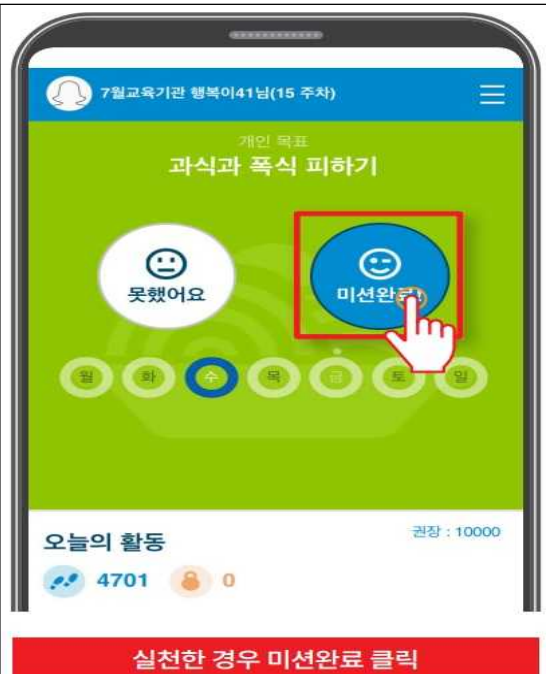 7월교육기관 행복이41님(15 주차)
개인 목표
과식과 폭식 피하기
못했어요
미션완료!
월 화 수 목 금 토 일
오늘의 활동
권장 : 10000
4701
0
실천한 경우 미션완료 클릭